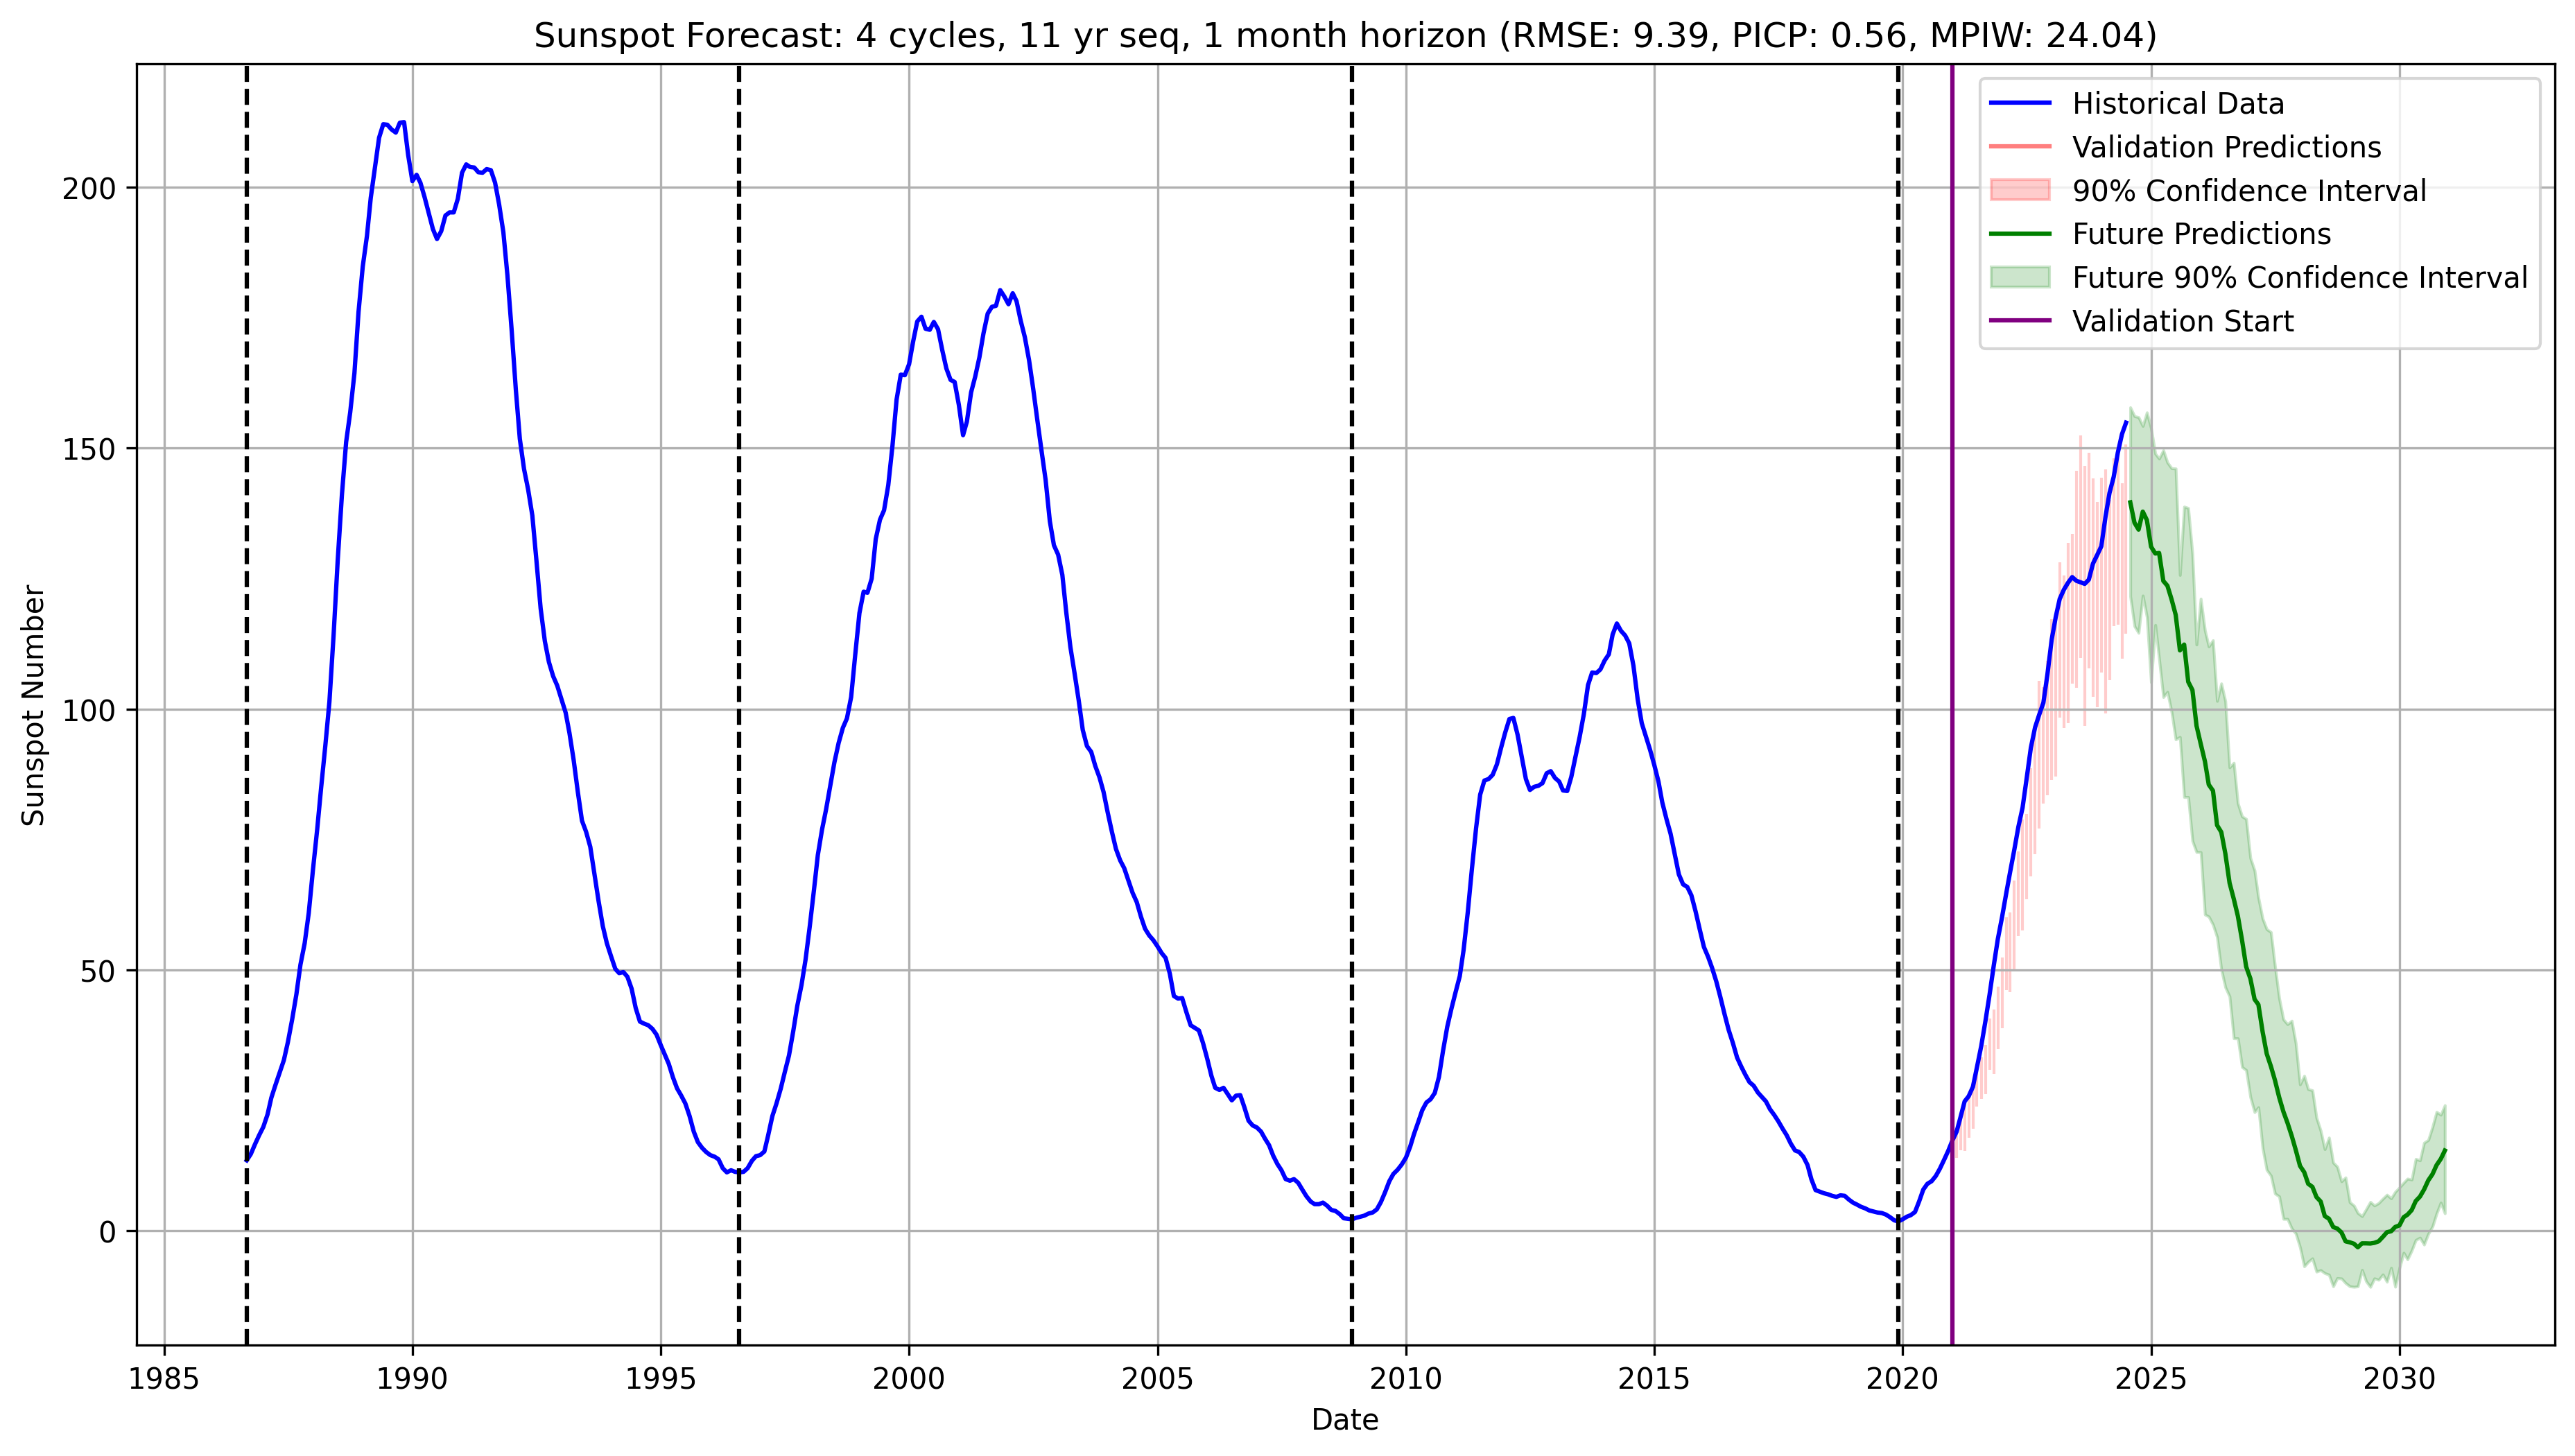 Sunspot Forecast: 4 cycles, 11 yr seq, 1 month horizon (RMSE: 9.39, PICP: 0.56, MPIW: 24.04)
Historical Data
Validation Predictions
90% Confidence Interval
Future Predictions
Future 90% Confidence Interval
Validation Start
Sunspot Number
200
150
100
50
0
1985 1990 1995 2000 2005 2010 2015 2020 2025 2030
Date